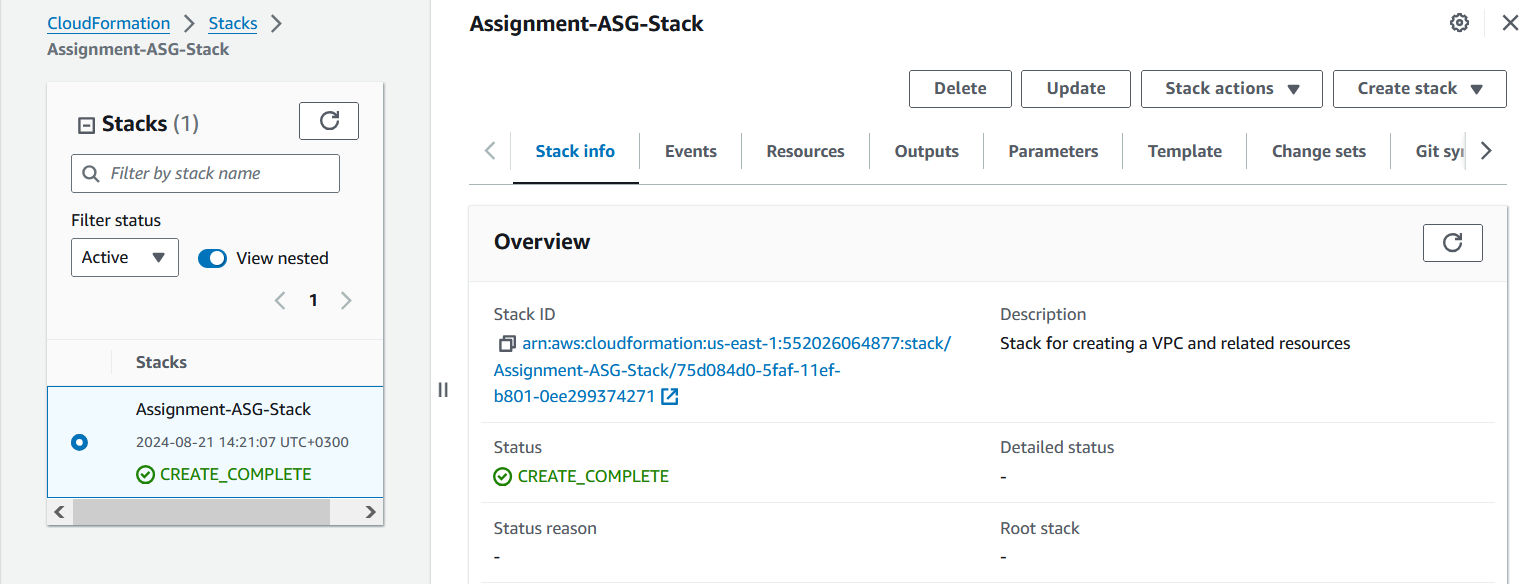 CloudFormation
Stacks
Assignment-ASG-Stack
Stacks (1)
Filter by stack name
Filter status
Active
View nested
1
Stacks
Assignment-ASG-Stack
2024-08-21 14:21:07 UTC+0300
CREATE_COMPLETE
Assignment-ASG-Stack
Delete
Update
Stack actions
Create stack
Stack info
Events
Resources
Outputs
Parameters
Template
Change sets
Git
Overview
Stack ID
arn:aws:cloudformation:us-east-1:552026064877:stack/
Assignment-ASG-Stack/75d084d0-5faf-11ef-
b801-0ee299374271
Description
Stack for creating a VPC and related resources
Status
CREATE_COMPLETE
Detailed status
-
Status reason
-
Root stack
-